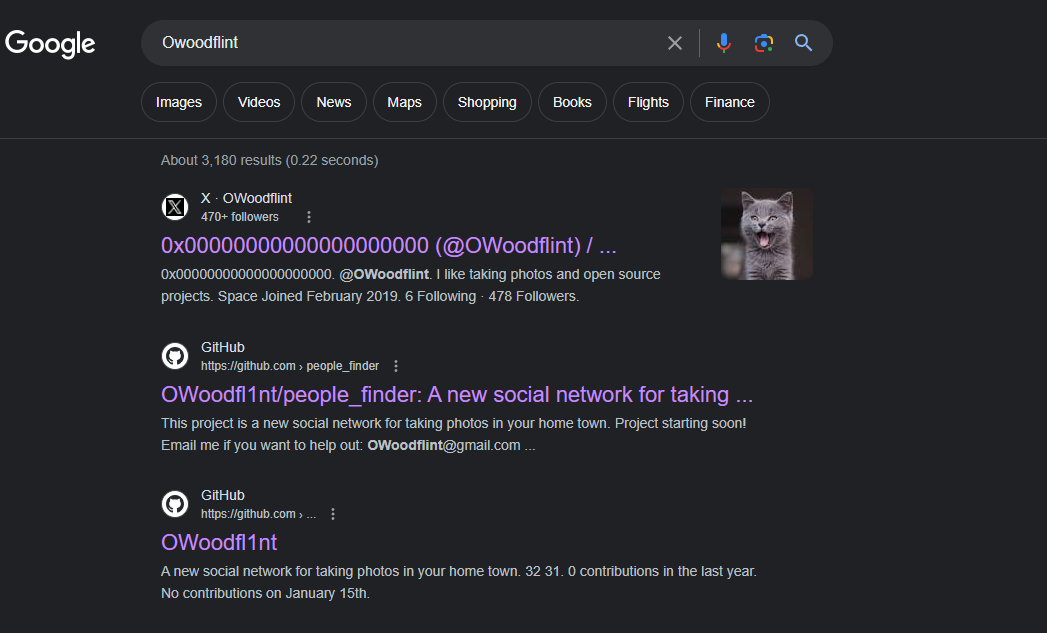 Google
Owoodflint
Images Videos News Maps Shopping Books Flights Finance
About 3,180 results (0.22 seconds)
X · OWoodflint
470+ followers
0x00000000000000000000 (@OWoodflint) / ...
0x00000000000000000000. @OWoodflint. I like taking photos and open source
projects. Space Joined February 2019. 6 Following · 478 Followers.
GitHub
https://github.com › people_finder
OWoodfl1nt/people_finder: A new social network for taking ...
This project is a new social network for taking photos in your home town. Project starting soon!
Email me if you want to help out: OWoodflint@gmail.com ...
GitHub
https://github.com › ...
OWoodfl1nt
A new social network for taking photos in your home town. 32 31. 0 contributions in the last year.
No contributions on January 15th.